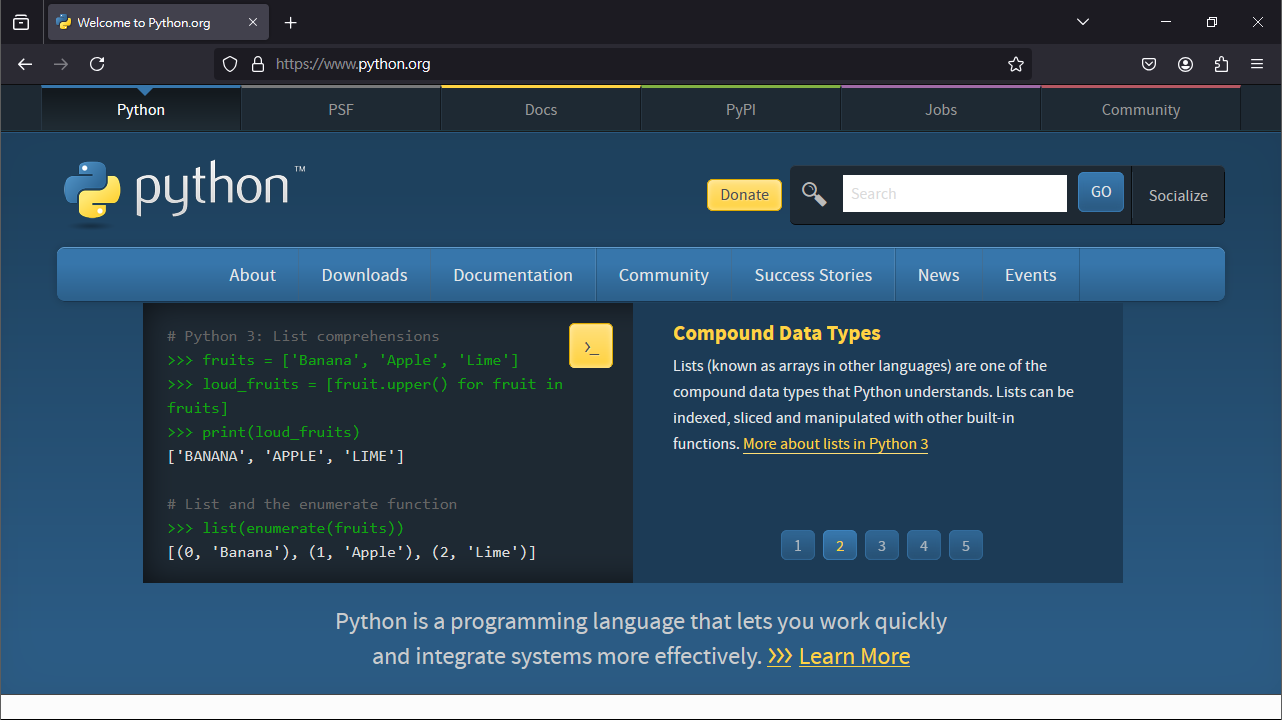 Welcome to Python.org
https://www.python.org
Python PSF Docs PyPI Jobs Community
python™
Donate Search GO Socialize
About Downloads Documentation Community Success Stories News Events
# Python 3: List comprehensions
>>> fruits = ['Banana', 'Apple', 'Lime']
>>> loud_fruits = [fruit.upper() for fruit in
fruits]
>>> print(loud_fruits)
['BANANA', 'APPLE', 'LIME']
# List and the enumerate function
>>> list(enumerate(fruits))
[(0, 'Banana'), (1, 'Apple'), (2, 'Lime')]
>_
Compound Data Types
Lists (known as arrays in other languages) are one of the
compound data types that Python understands. Lists can be
indexed, sliced and manipulated with other built-in
functions. More about lists in Python 3
1 2 3 4 5
Python is a programming language that lets you work quickly
and integrate systems more effectively. >>> Learn More